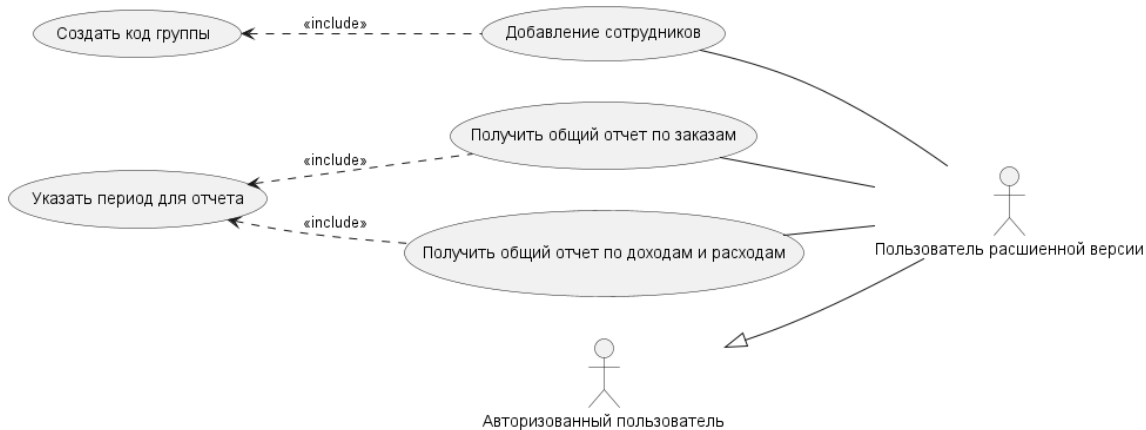 «include»
Создать код группы
Добавление сотрудников
Получить общий отчет по заказам
«include»
Указать период для отчета
«include»
Получить общий отчет по доходам и расходам
Пользователь расшиенной версии
Авторизованный пользователь